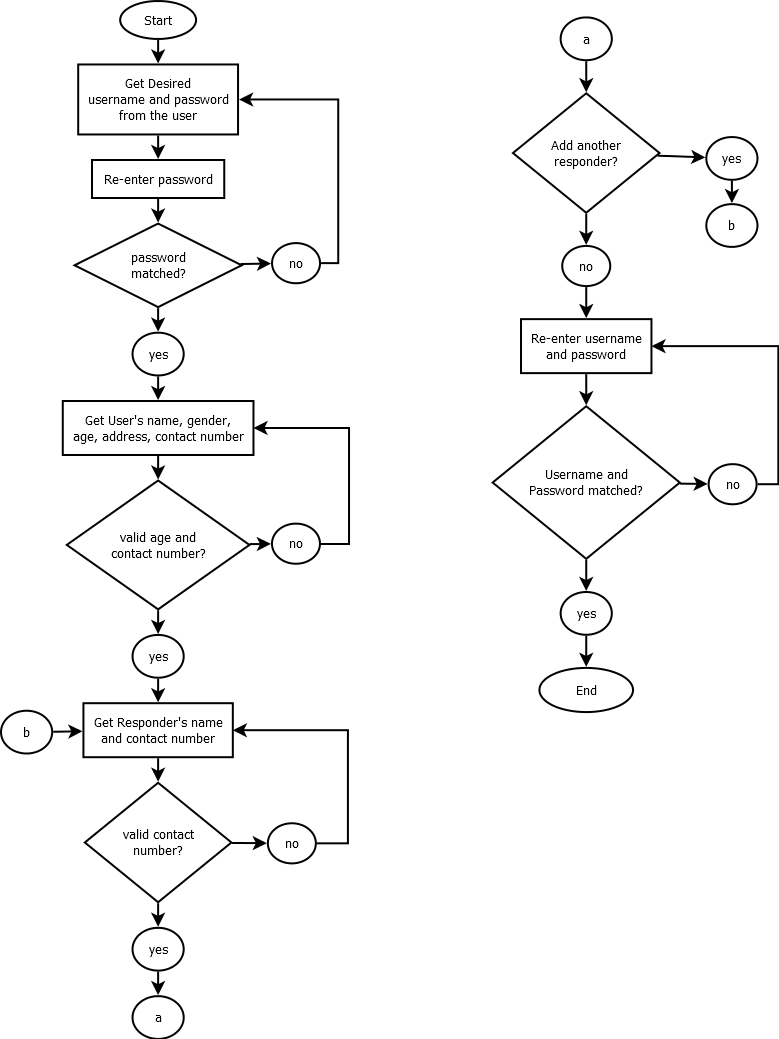 Start
Get Desired
username and password
from the user
Re-enter password
password
matched?
no
yes
Get User's name, gender,
age, address, contact number
valid age and
contact number?
no
yes
b
Get Responder's name
and contact number
valid contact
number?
no
yes
a
a
Add another
responder?
yes
b
no
Re-enter username
and password
Username and
Password matched?
no
yes
End